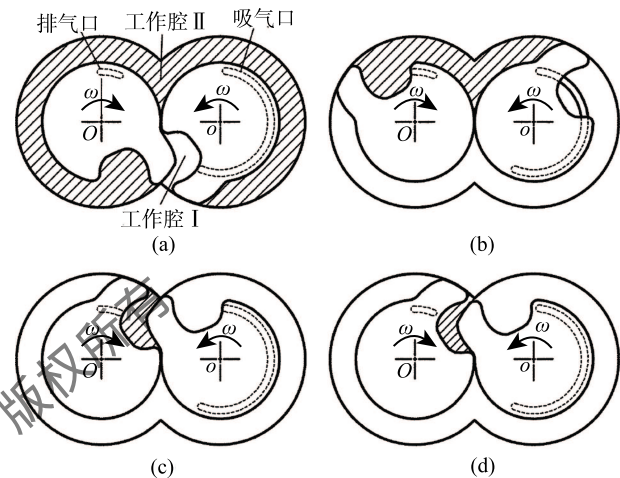 排气口 工作腔Ⅱ 吸气口
ω ω
O o
工作腔Ⅰ
(a)
ω ω
O o
(b)
ω ω
O o
(c)
ω ω
O o
(d)
版权所有